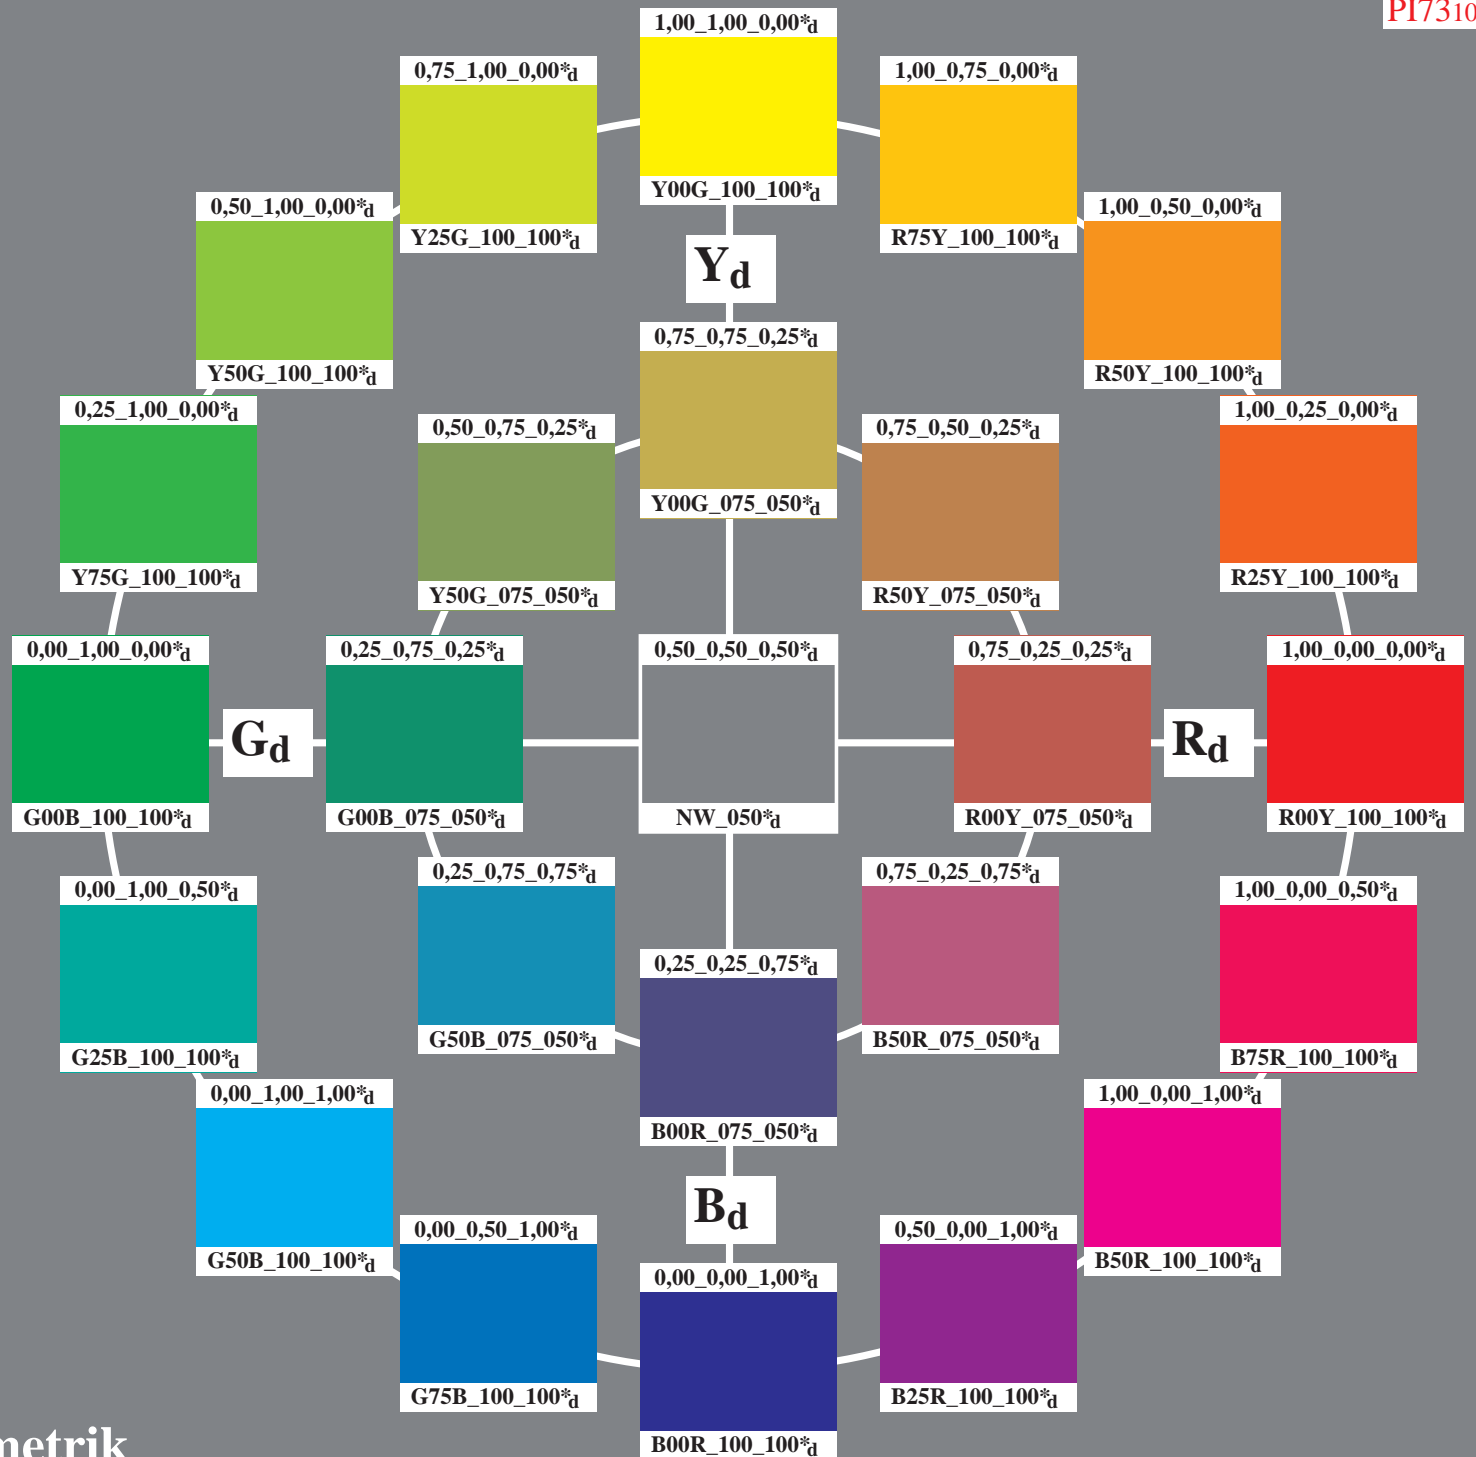 PI7310
1,00_1,00_0,00*d
0,75_1,00_0,00*d
1,00_0,75_0,00*d
Y00G_100_100*d
0,50_1,00_0,00*d
1,00_0,50_0,00*d
Y25G_100_100*d
R75Y_100_100*d
Yd
0,75_0,75_0,25*d
Y50G_100_100*d
R50Y_100_100*d
0,25_1,00_0,00*d
1,00_0,25_0,00*d
0,50_0,75_0,25*d
0,75_0,50_0,25*d
Y00G_075_050*d
Y75G_100_100*d
R25Y_100_100*d
Y50G_075_050*d
R50Y_075_050*d
0,00_1,00_0,00*d
0,25_0,75_0,25*d
0,50_0,50_0,50*d
0,75_0,25_0,25*d
1,00_0,00_0,00*d
Gd
Rd
G00B_100_100*d
G00B_075_050*d
NW_050*d
R00Y_075_050*d
R00Y_100_100*d
0,25_0,75_0,75*d
0,75_0,25_0,75*d
0,00_1,00_0,50*d
1,00_0,00_0,50*d
0,25_0,25_0,75*d
G50B_075_050*d
B50R_075_050*d
G25B_100_100*d
B75R_100_100*d
0,00_1,00_1,00*d
1,00_0,00_1,00*d
B00R_075_050*d
Bd
0,00_0,50_1,00*d
0,50_0,00_1,00*d
G50B_100_100*d
B50R_100_100*d
0,00_0,00_1,00*d
G75B_100_100*d
B25R_100_100*d
metrik
B00R_100_100*d